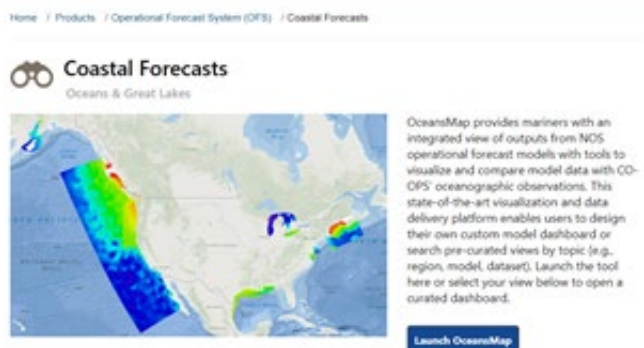 Home / Products / Operational Forecast System (OFS) / Coastal Forecasts
Coastal Forecasts
Oceans & Great Lakes
OceansMap provides mariners with an
integrated view of outputs from NOS
operational forecast models with tools to
visualize and compare model data with CO-
OPS' oceanographic observations. This
state-of-the-art visualization and data
delivery platform enables users to design
their own custom model dashboard or
search pre-curated views by topic (e.g.,
region, model, dataset). Launch the tool
here or select your view below to open a
curated dashboard.
Launch OceansMap